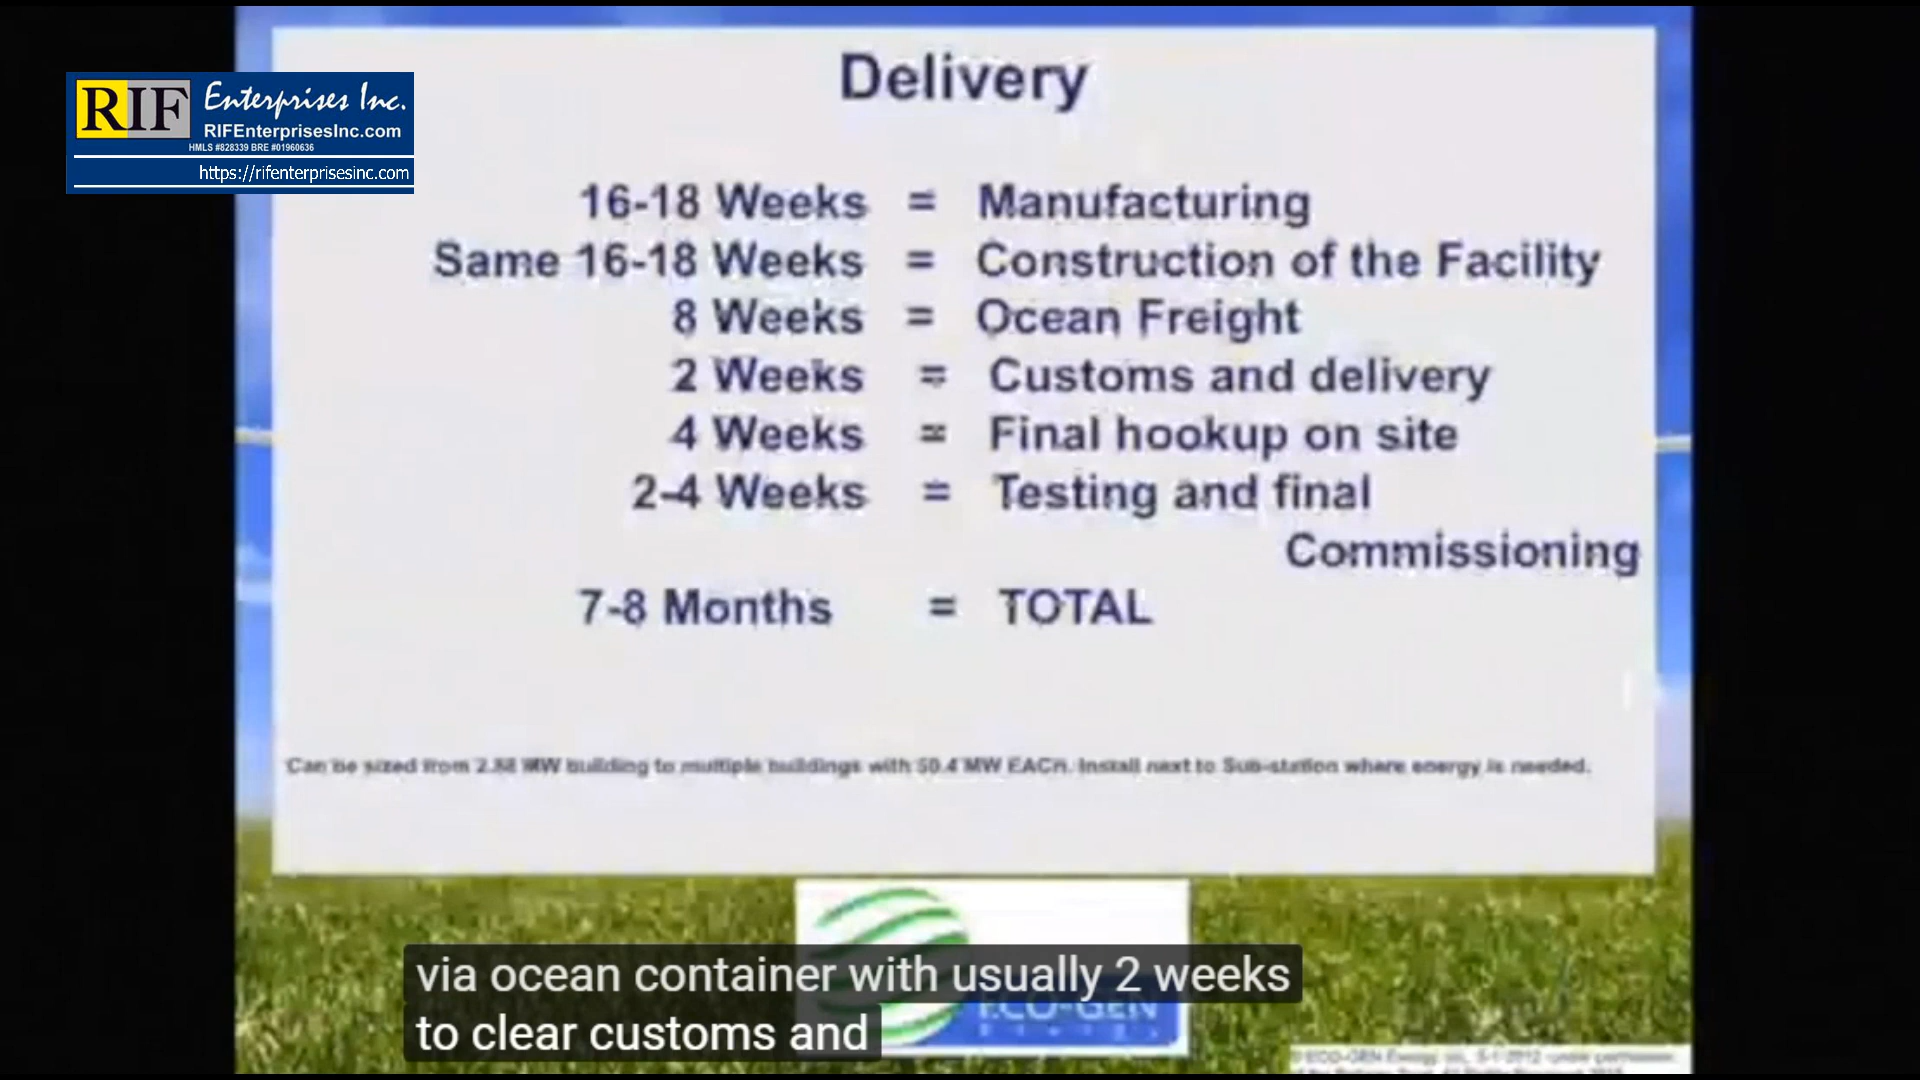 Delivery
RIF Enterprises Inc.
RIFEnterprisesInc.com
HMLS #828339 BRE #01960636
https://rifenterprisesinc.com
16-18 Weeks = Manufacturing
Same 16-18 Weeks = Construction of the Facility
8 Weeks = Ocean Freight
2 Weeks = Customs and delivery
4 Weeks = Final hookup on site
2-4 Weeks = Testing and final
Commissioning
7-8 Months = TOTAL
Can be sized from 2.88 MW building to multiple buildings with 50.4 MW EACH. Install next to Sub-station where energy is needed.
via ocean container with usually 2 weeks
to clear customs and
ECO-GEN